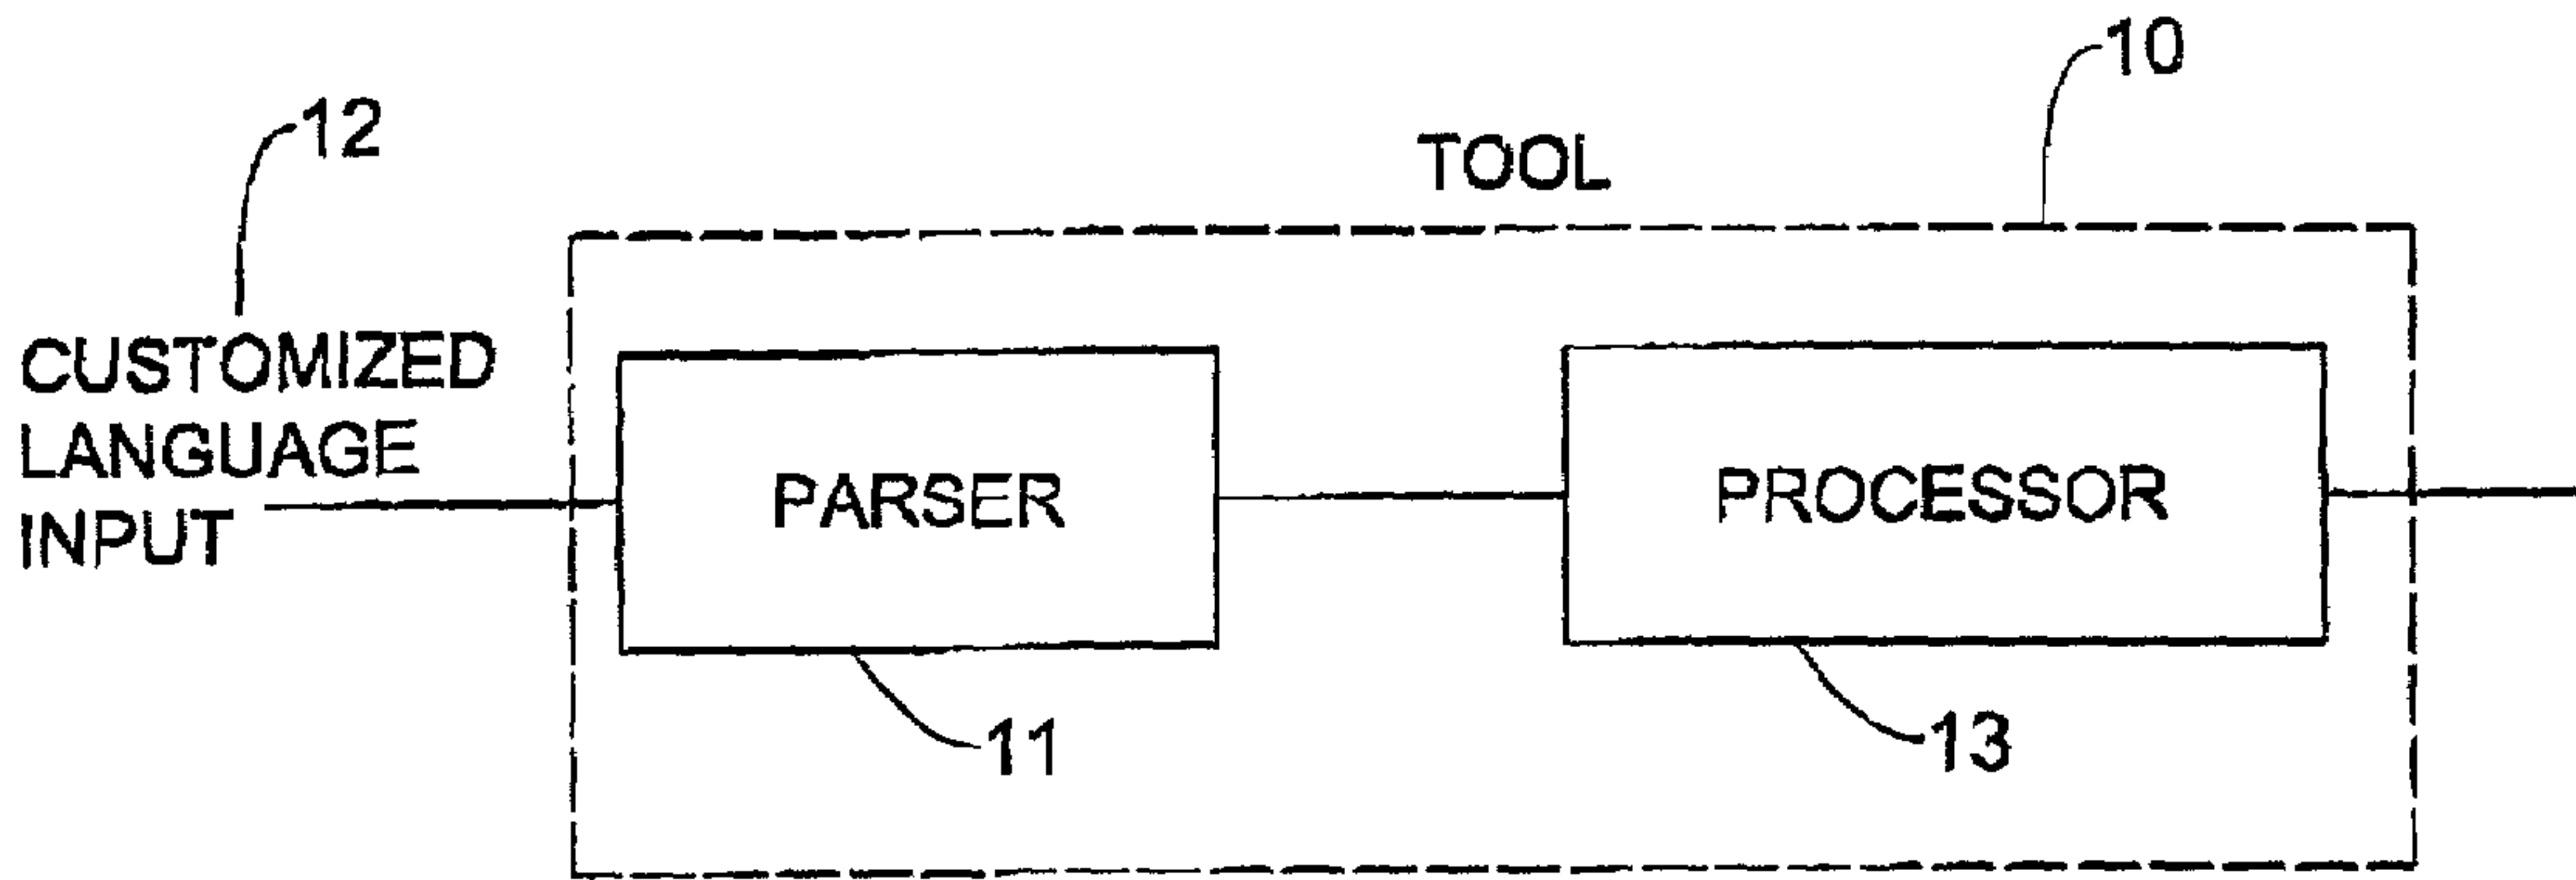 10
12
TOOL
CUSTOMIZED
LANGUAGE
INPUT
PARSER
PROCESSOR
11
13